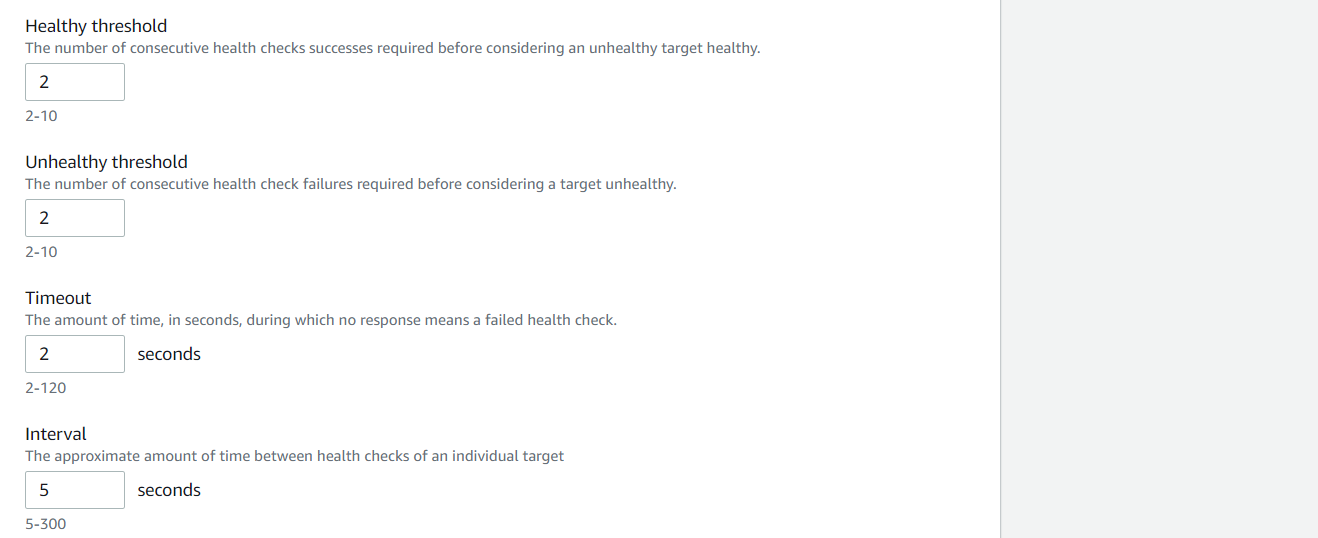 Healthy threshold
The number of consecutive health checks successes required before considering an unhealthy target healthy.
2
2-10
Unhealthy threshold
The number of consecutive health check failures required before considering a target unhealthy.
2
2-10
Timeout
The amount of time, in seconds, during which no response means a failed health check.
2 seconds
2-120
Interval
The approximate amount of time between health checks of an individual target
5 seconds
5-300